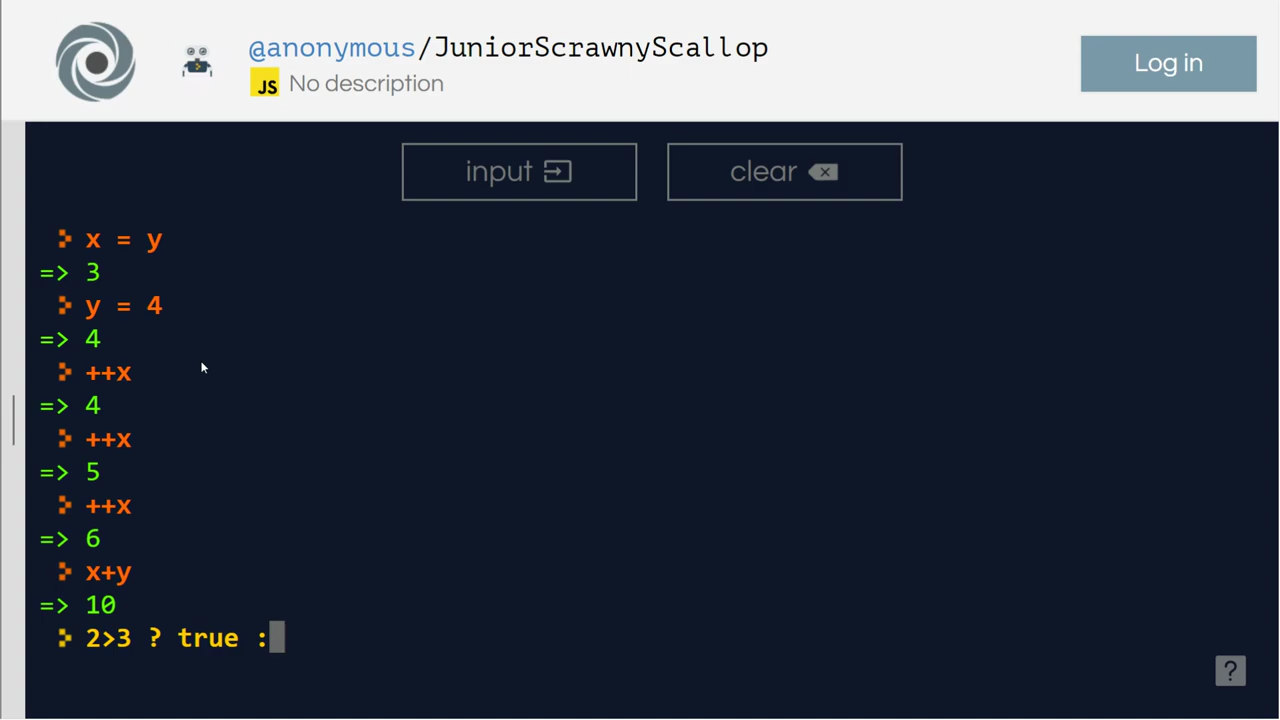 @anonymous/JuniorScrawnyScallop
Log in
JS No description
input
clear
x = y
=> 3
y = 4
=> 4
++x
=> 4
++x
=> 5
++x
=> 6
x+y
=> 10
2>3 ? true :
?